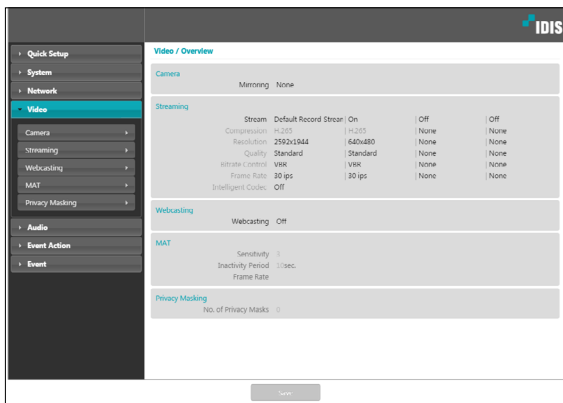 IDIS
Quick Setup
System
Network
Video
Camera
Streaming
Webcasting
MAT
Privacy Masking
Audio
Event Action
Event
Video / Overview
Camera
Mirroring None
Streaming
Stream Default Record Strear | On | Off | Off
Compression H.265 | H.265 | None | None
Resolution 2592x1944 | 640x480 | None | None
Quality Standard | Standard | None | None
Bitrate Control VBR | VBR | None | None
Frame Rate 30 ips | 30 ips | None | None
Intelligent Codec Off
Webcasting
Webcasting Off
MAT
Sensitivity
Inactivity Period 10sec.
Frame Rate
Privacy Masking
No. of Privacy Masks
Save